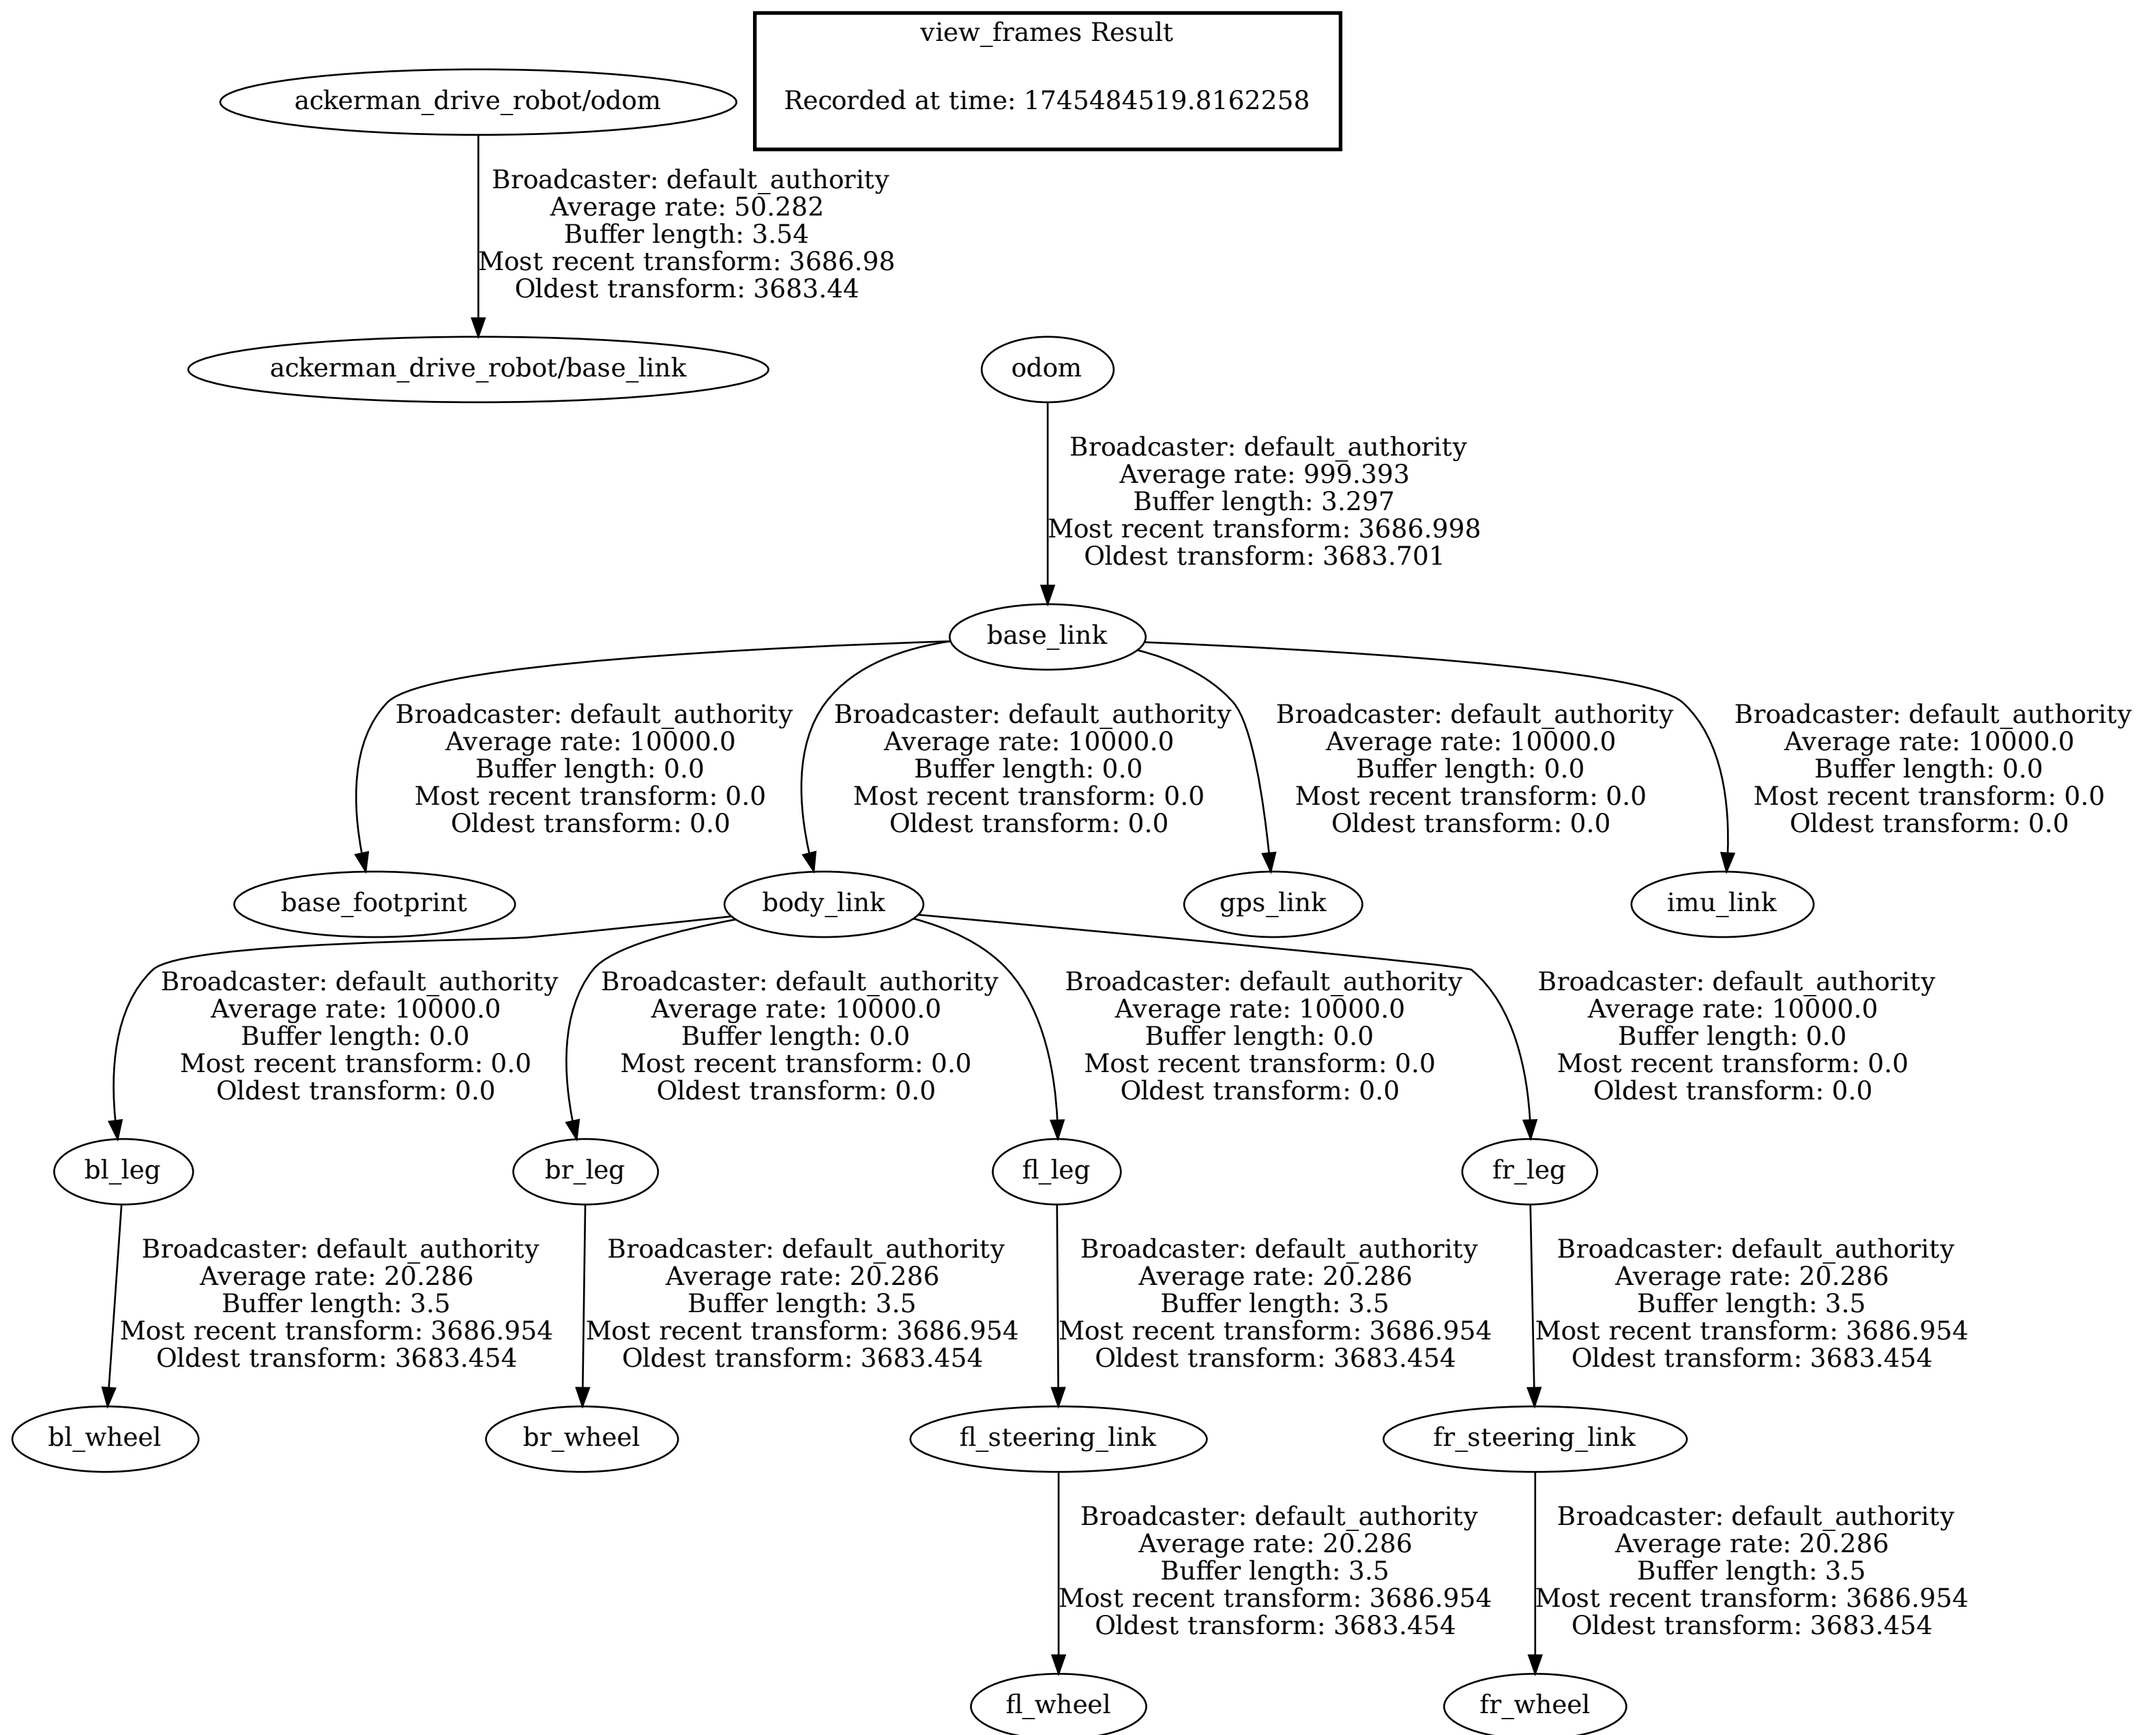 view_frames Result
ackerman_drive_robot/odom
Recorded at time: 1745484519.8162258
Broadcaster: default_authority
Average rate: 50.282
Buffer length: 3.54
Most recent transform: 3686.98
Oldest transform: 3683.44
ackerman_drive_robot/base_link
odom
Broadcaster: default_authority
Average rate: 999.393
Buffer length: 3.297
Most recent transform: 3686.998
Oldest transform: 3683.701
base_link
Broadcaster: default_authority
Average rate: 10000.0
Buffer length: 0.0
Most recent transform: 0.0
Oldest transform: 0.0
Broadcaster: default_authority
Average rate: 10000.0
Buffer length: 0.0
Most recent transform: 0.0
Oldest transform: 0.0
Broadcaster: default_authority
Average rate: 10000.0
Buffer length: 0.0
Most recent transform: 0.0
Oldest transform: 0.0
Broadcaster: default_authority
Average rate: 10000.0
Buffer length: 0.0
Most recent transform: 0.0
Oldest transform: 0.0
base_footprint
body_link
gps_link
imu_link
Broadcaster: default_authority
Average rate: 10000.0
Buffer length: 0.0
Most recent transform: 0.0
Oldest transform: 0.0
Broadcaster: default_authority
Average rate: 10000.0
Buffer length: 0.0
Most recent transform: 0.0
Oldest transform: 0.0
Broadcaster: default_authority
Average rate: 10000.0
Buffer length: 0.0
Most recent transform: 0.0
Oldest transform: 0.0
Broadcaster: default_authority
Average rate: 10000.0
Buffer length: 0.0
Most recent transform: 0.0
Oldest transform: 0.0
bl_leg
br_leg
fl_leg
fr_leg
Broadcaster: default_authority
Average rate: 20.286
Buffer length: 3.5
Most recent transform: 3686.954
Oldest transform: 3683.454
Broadcaster: default_authority
Average rate: 20.286
Buffer length: 3.5
Most recent transform: 3686.954
Oldest transform: 3683.454
Broadcaster: default_authority
Average rate: 20.286
Buffer length: 3.5
Most recent transform: 3686.954
Oldest transform: 3683.454
Broadcaster: default_authority
Average rate: 20.286
Buffer length: 3.5
Most recent transform: 3686.954
Oldest transform: 3683.454
bl_wheel
br_wheel
fl_steering_link
fr_steering_link
Broadcaster: default_authority
Average rate: 20.286
Buffer length: 3.5
Most recent transform: 3686.954
Oldest transform: 3683.454
Broadcaster: default_authority
Average rate: 20.286
Buffer length: 3.5
Most recent transform: 3686.954
Oldest transform: 3683.454
fl_wheel
fr_wheel